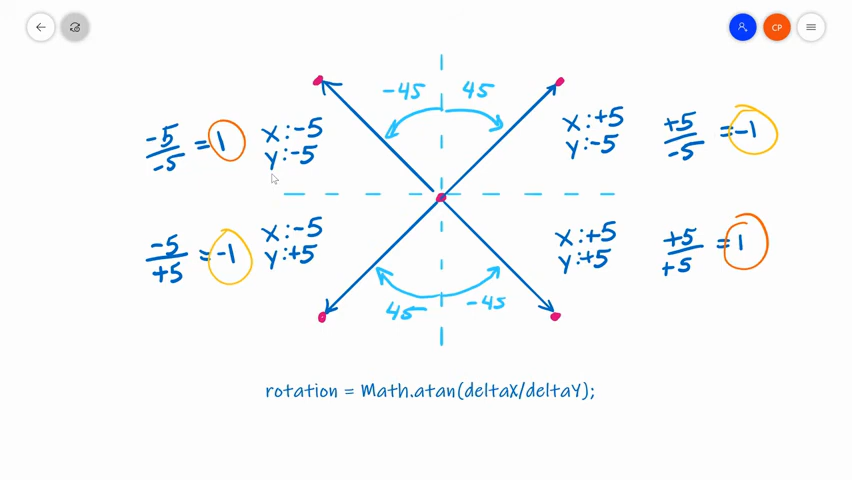 CP
-45 45
-5/-5 = 1
x:-5
y:-5
x:+5
y:-5
+5/-5 = -1
-5/+5 = -1
x:-5
y:+5
x:+5
y:+5
+5/+5 = 1
45 -45
rotation = Math.atan(deltaX/deltaY);